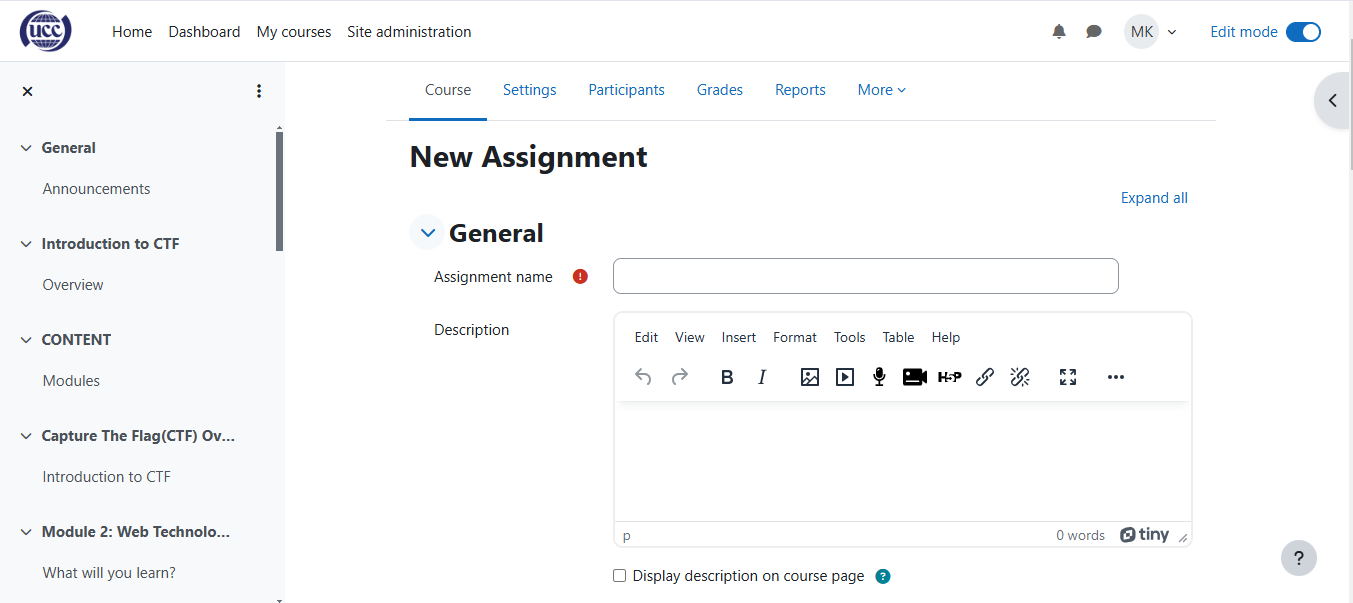 UCC
Home Dashboard My courses Site administration MK Edit mode
Course Settings Participants Grades Reports More
General
Announcements
Introduction to CTF
Overview
CONTENT
Modules
Capture The Flag(CTF) Ov...
Introduction to CTF
Module 2: Web Technolo...
What will you learn?
New Assignment
Expand all
General
Assignment name
Description
Edit View Insert Format Tools Table Help
B I H5P
p 0 words tiny
Display description on course page ?
?